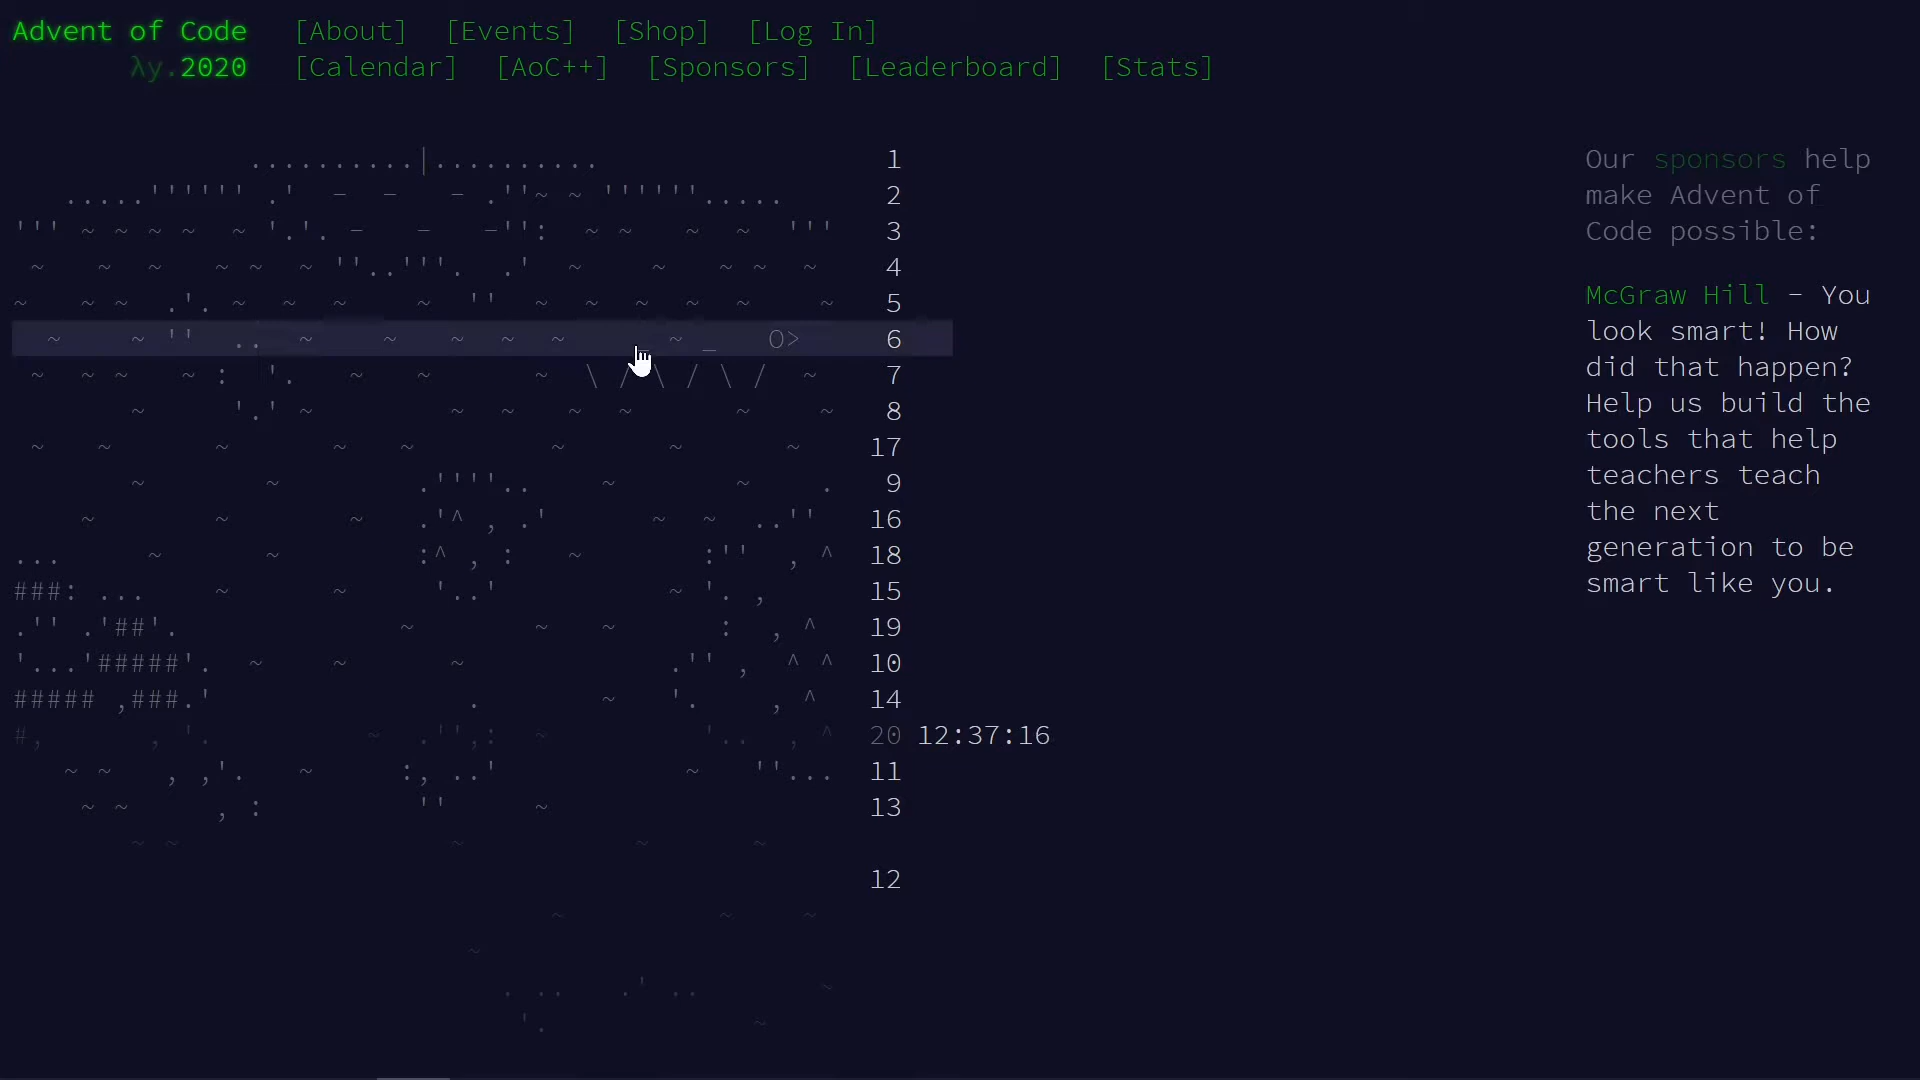 Advent of Code [About] [Events] [Shop] [Log In]
λy.2020 [Calendar] [AoC++] [Sponsors] [Leaderboard] [Stats]
1
2
3
4
5
6
7
8
17
9
16
18
15
19
10
14
20 12:37:16
11
13
12
Our sponsors help
make Advent of
Code possible:
McGraw Hill - You
look smart! How
did that happen?
Help us build the
tools that help
teachers teach
the next
generation to be
smart like you.